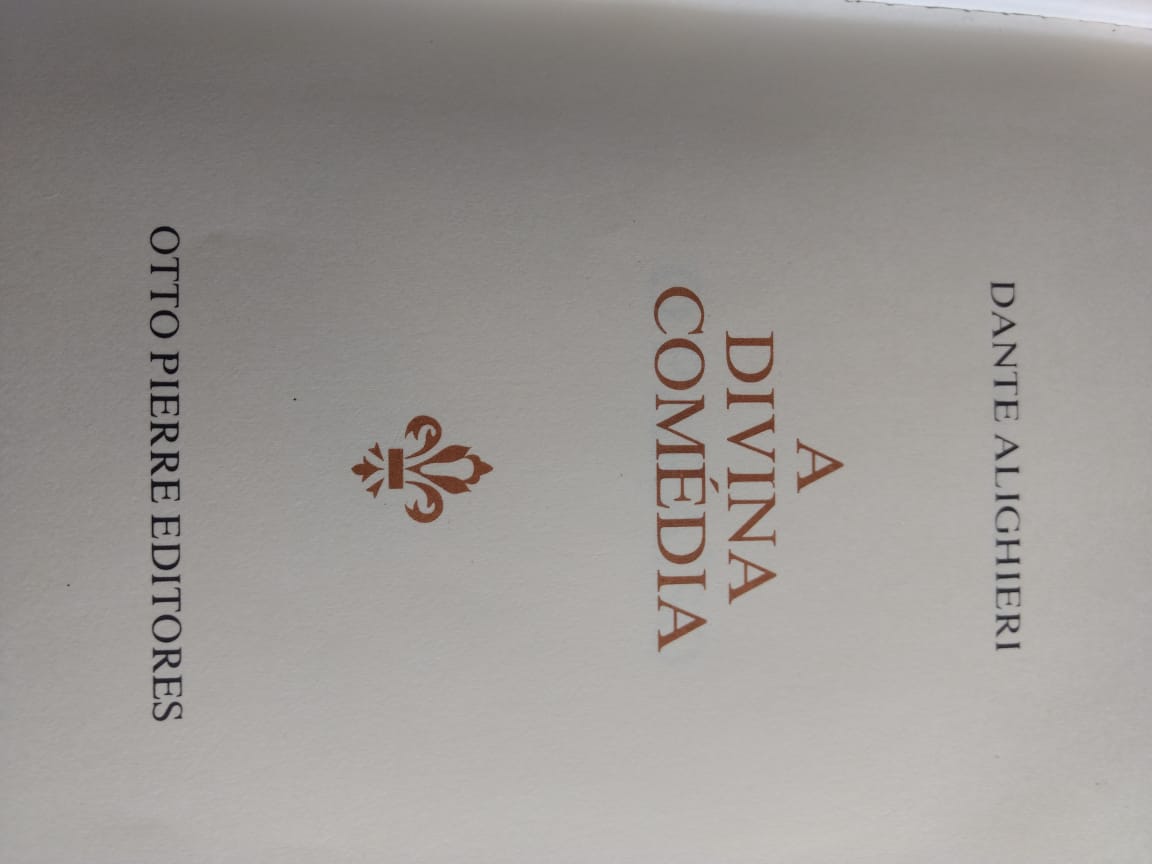 DANTE ALIGHIERI
A
DIVINA
COMÉDIA
OTTO PIERRE EDITORES